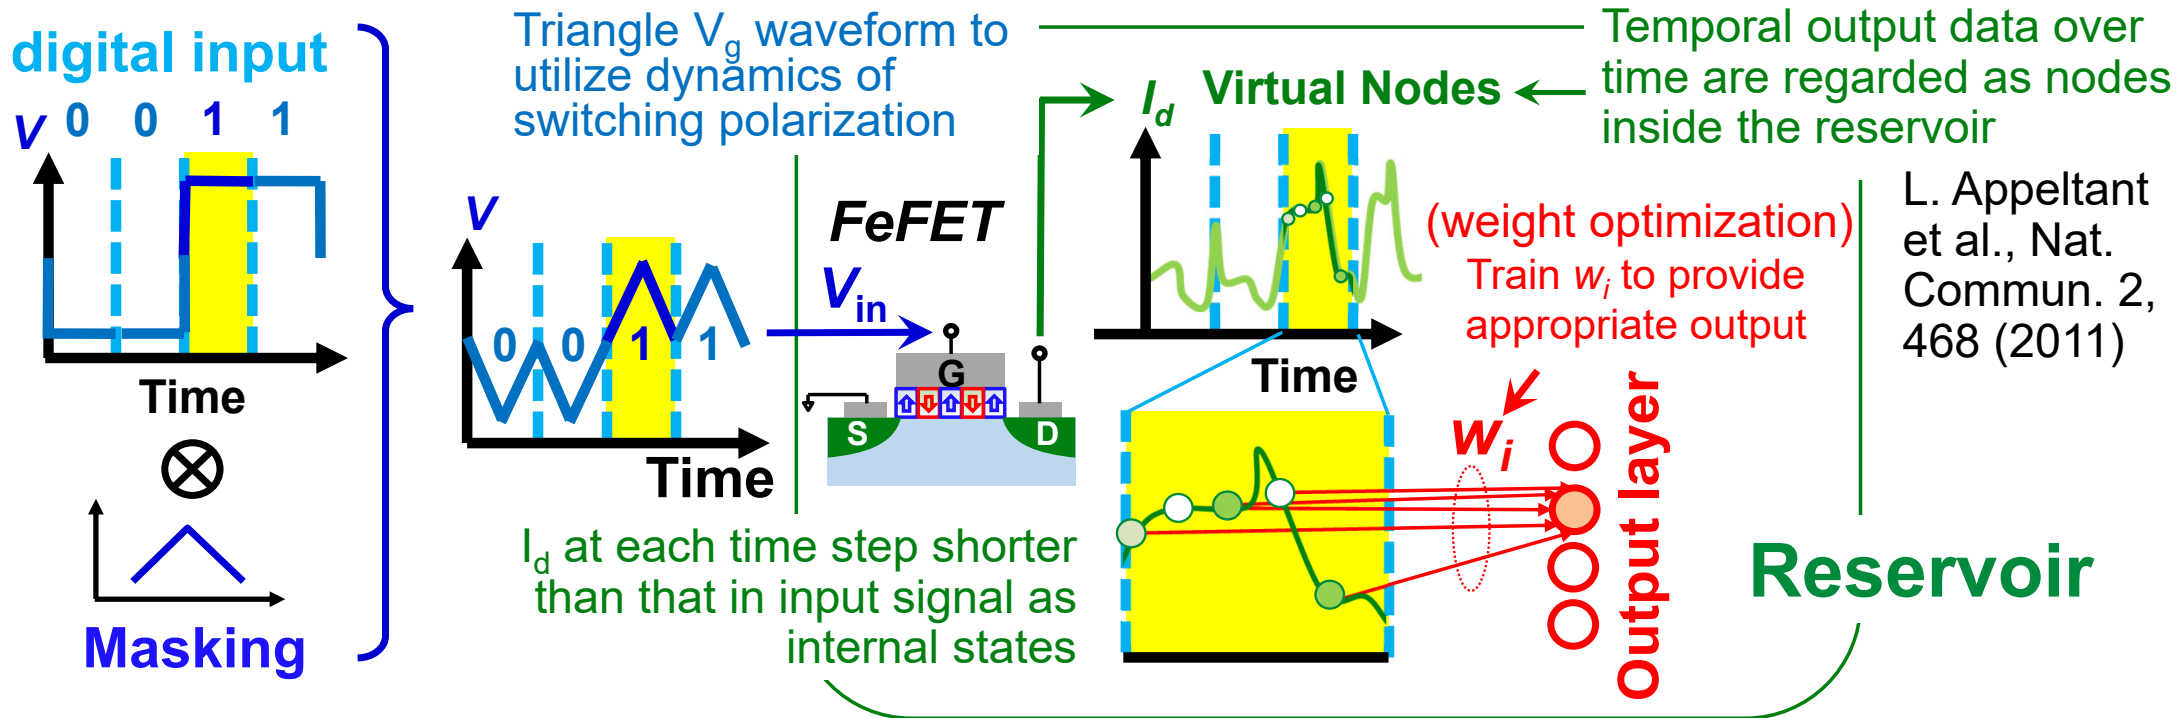 digital input
V 0 0 1 1
Time
Masking
Triangle Vg waveform to
utilize dynamics of
switching polarization
V
0 0 1 1
Time
FeFET
Vin
G
S
D
Id at each time step shorter
than that in input signal as
internal states
Id
Virtual Nodes
Time
Temporal output data over
time are regarded as nodes
inside the reservoir
(weight optimization)
Train wi to provide
appropriate output
wi
Output layer
L. Appeltant
et al., Nat.
Commun. 2,
468 (2011)
Reservoir